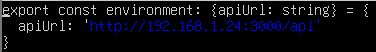 export const environment: {apiUrl: string} = {
  apiUrl: 'http://192.168.1.24:3000/api'
}